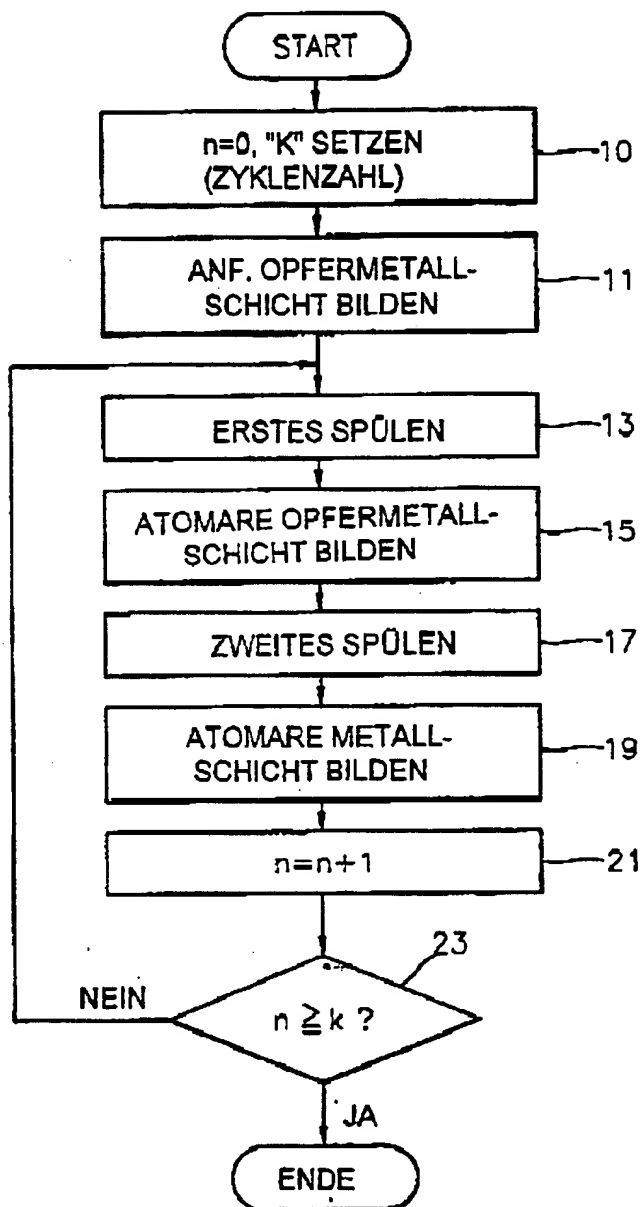 START
n=0, "K" SETZEN
(ZYKLENZAHL)
10
ANF. OPFERMETALL-
SCHICHT BILDEN
11
ERSTES SPÜLEN
13
ATOMARE OPFERMETALL-
SCHICHT BILDEN
15
ZWEITES SPÜLEN
17
ATOMARE METALL-
SCHICHT BILDEN
19
n=n+1
21
23
NEIN
n ≧ k ?
JA
ENDE